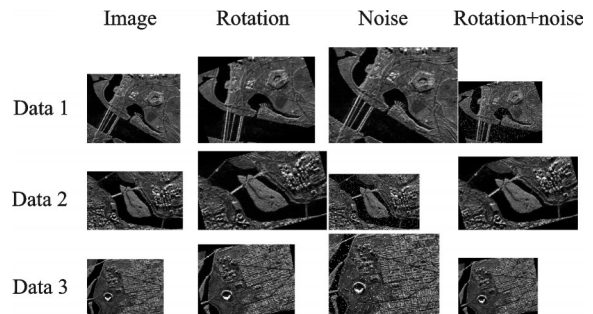 Image Rotation Noise Rotation+noise
Data 1
Data 2
Data 3